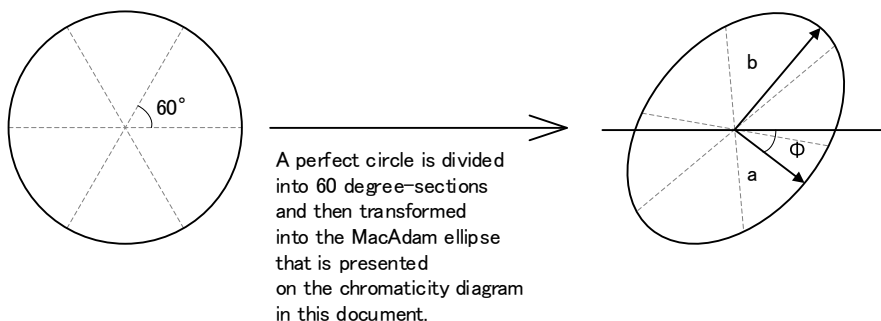 60°
A perfect circle is divided
into 60 degree-sections
and then transformed
into the MacAdam ellipse
that is presented
on the chromaticity diagram
in this document.
b
Φ
a